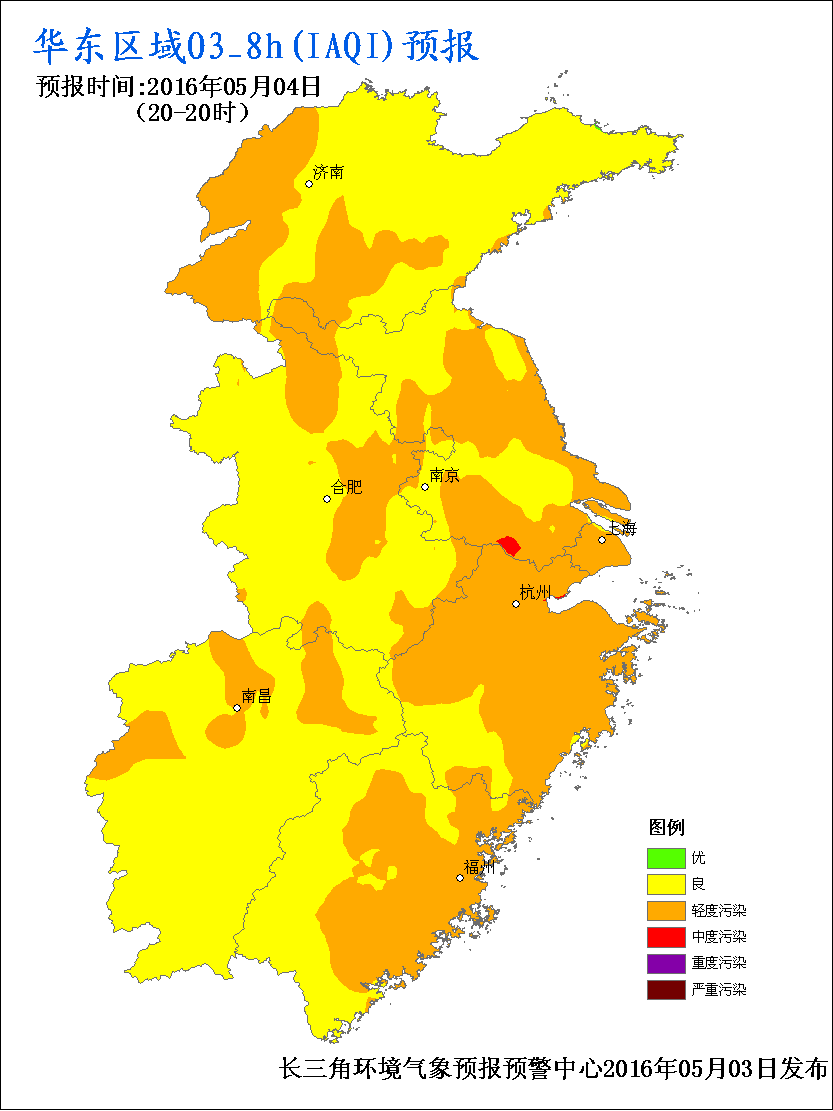 华东区域O3_8h(IAQI)预报
预报时间:2016年05月04日
(20-20时)
济南
南京
合肥
上海
杭州
南昌
福州
图例
优
良
轻度污染
中度污染
重度污染
严重污染
长三角环境气象预报预警中心2016年05月03日发布